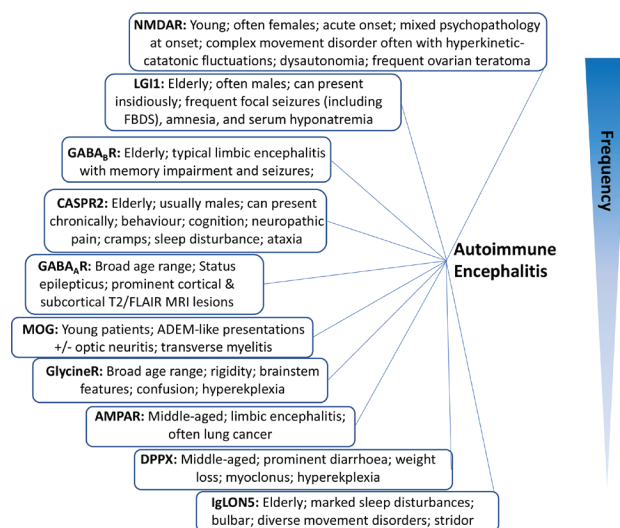 NMDAR: Young; often females; acute onset; mixed psychopathology
at onset; complex movement disorder often with hyperkinetic-
catatonic fluctuations; dysautonomia; frequent ovarian teratoma
LGI1: Elderly; often males; can present
insidiously; frequent focal seizures (including
FBDS), amnesia, and serum hyponatremia
GABABR: Elderly; typical limbic encephalitis
with memory impairment and seizures;
CASPR2: Elderly; usually males; can present
chronically; behaviour; cognition; neuropathic
pain; cramps; sleep disturbance; ataxia
GABAAR: Broad age range; Status
epilepticus; prominent cortical &
subcortical T2/FLAIR MRI lesions
MOG: Young patients; ADEM-like presentations
+/- optic neuritis; transverse myelitis
GlycineR: Broad age range; rigidity; brainstem
features; confusion; hyperekplexia
AMPAR: Middle-aged; limbic encephalitis;
often lung cancer
DPPX: Middle-aged; prominent diarrhoea; weight
loss; myoclonus; hyperekplexia
IgLON5: Elderly; marked sleep disturbances;
bulbar; diverse movement disorders; stridor
Autoimmune
Encephalitis
Frequency